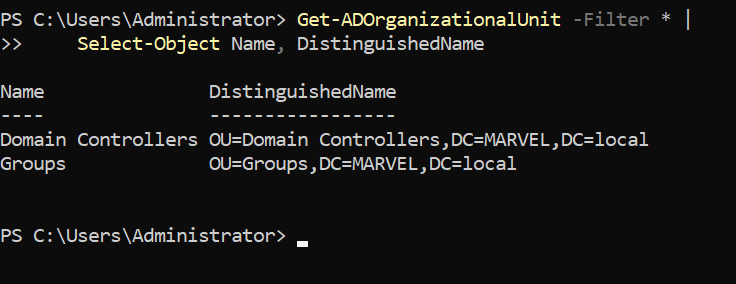 PS C:\Users\Administrator> Get-ADOrganizationalUnit -Filter * |
>>     Select-Object Name, DistinguishedName
Name               DistinguishedName
----               -----------------
Domain Controllers OU=Domain Controllers,DC=MARVEL,DC=local
Groups             OU=Groups,DC=MARVEL,DC=local
PS C:\Users\Administrator>